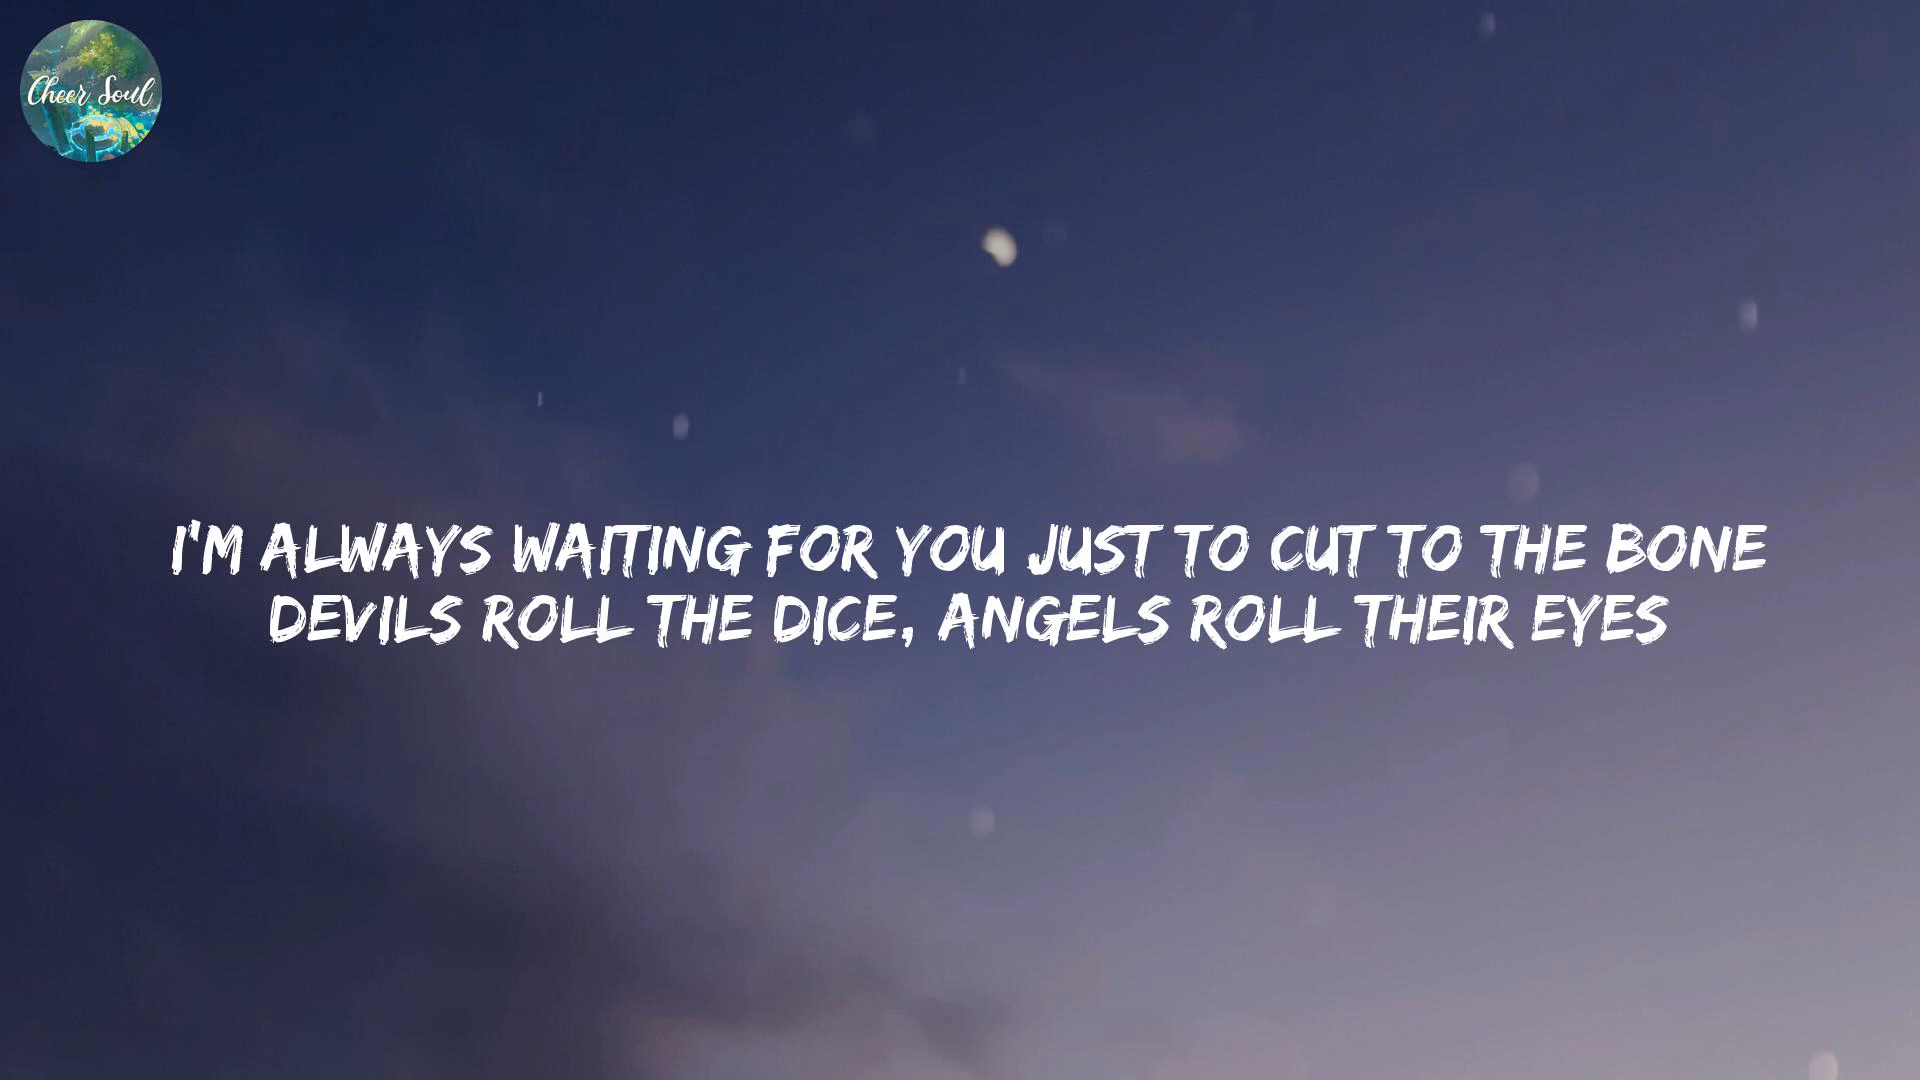 Cheer Soul
I'M ALWAYS WAITING FOR YOU JUST TO CUT TO THE BONE
DEVILS ROLL THE DICE, ANGELS ROLL THEIR EYES